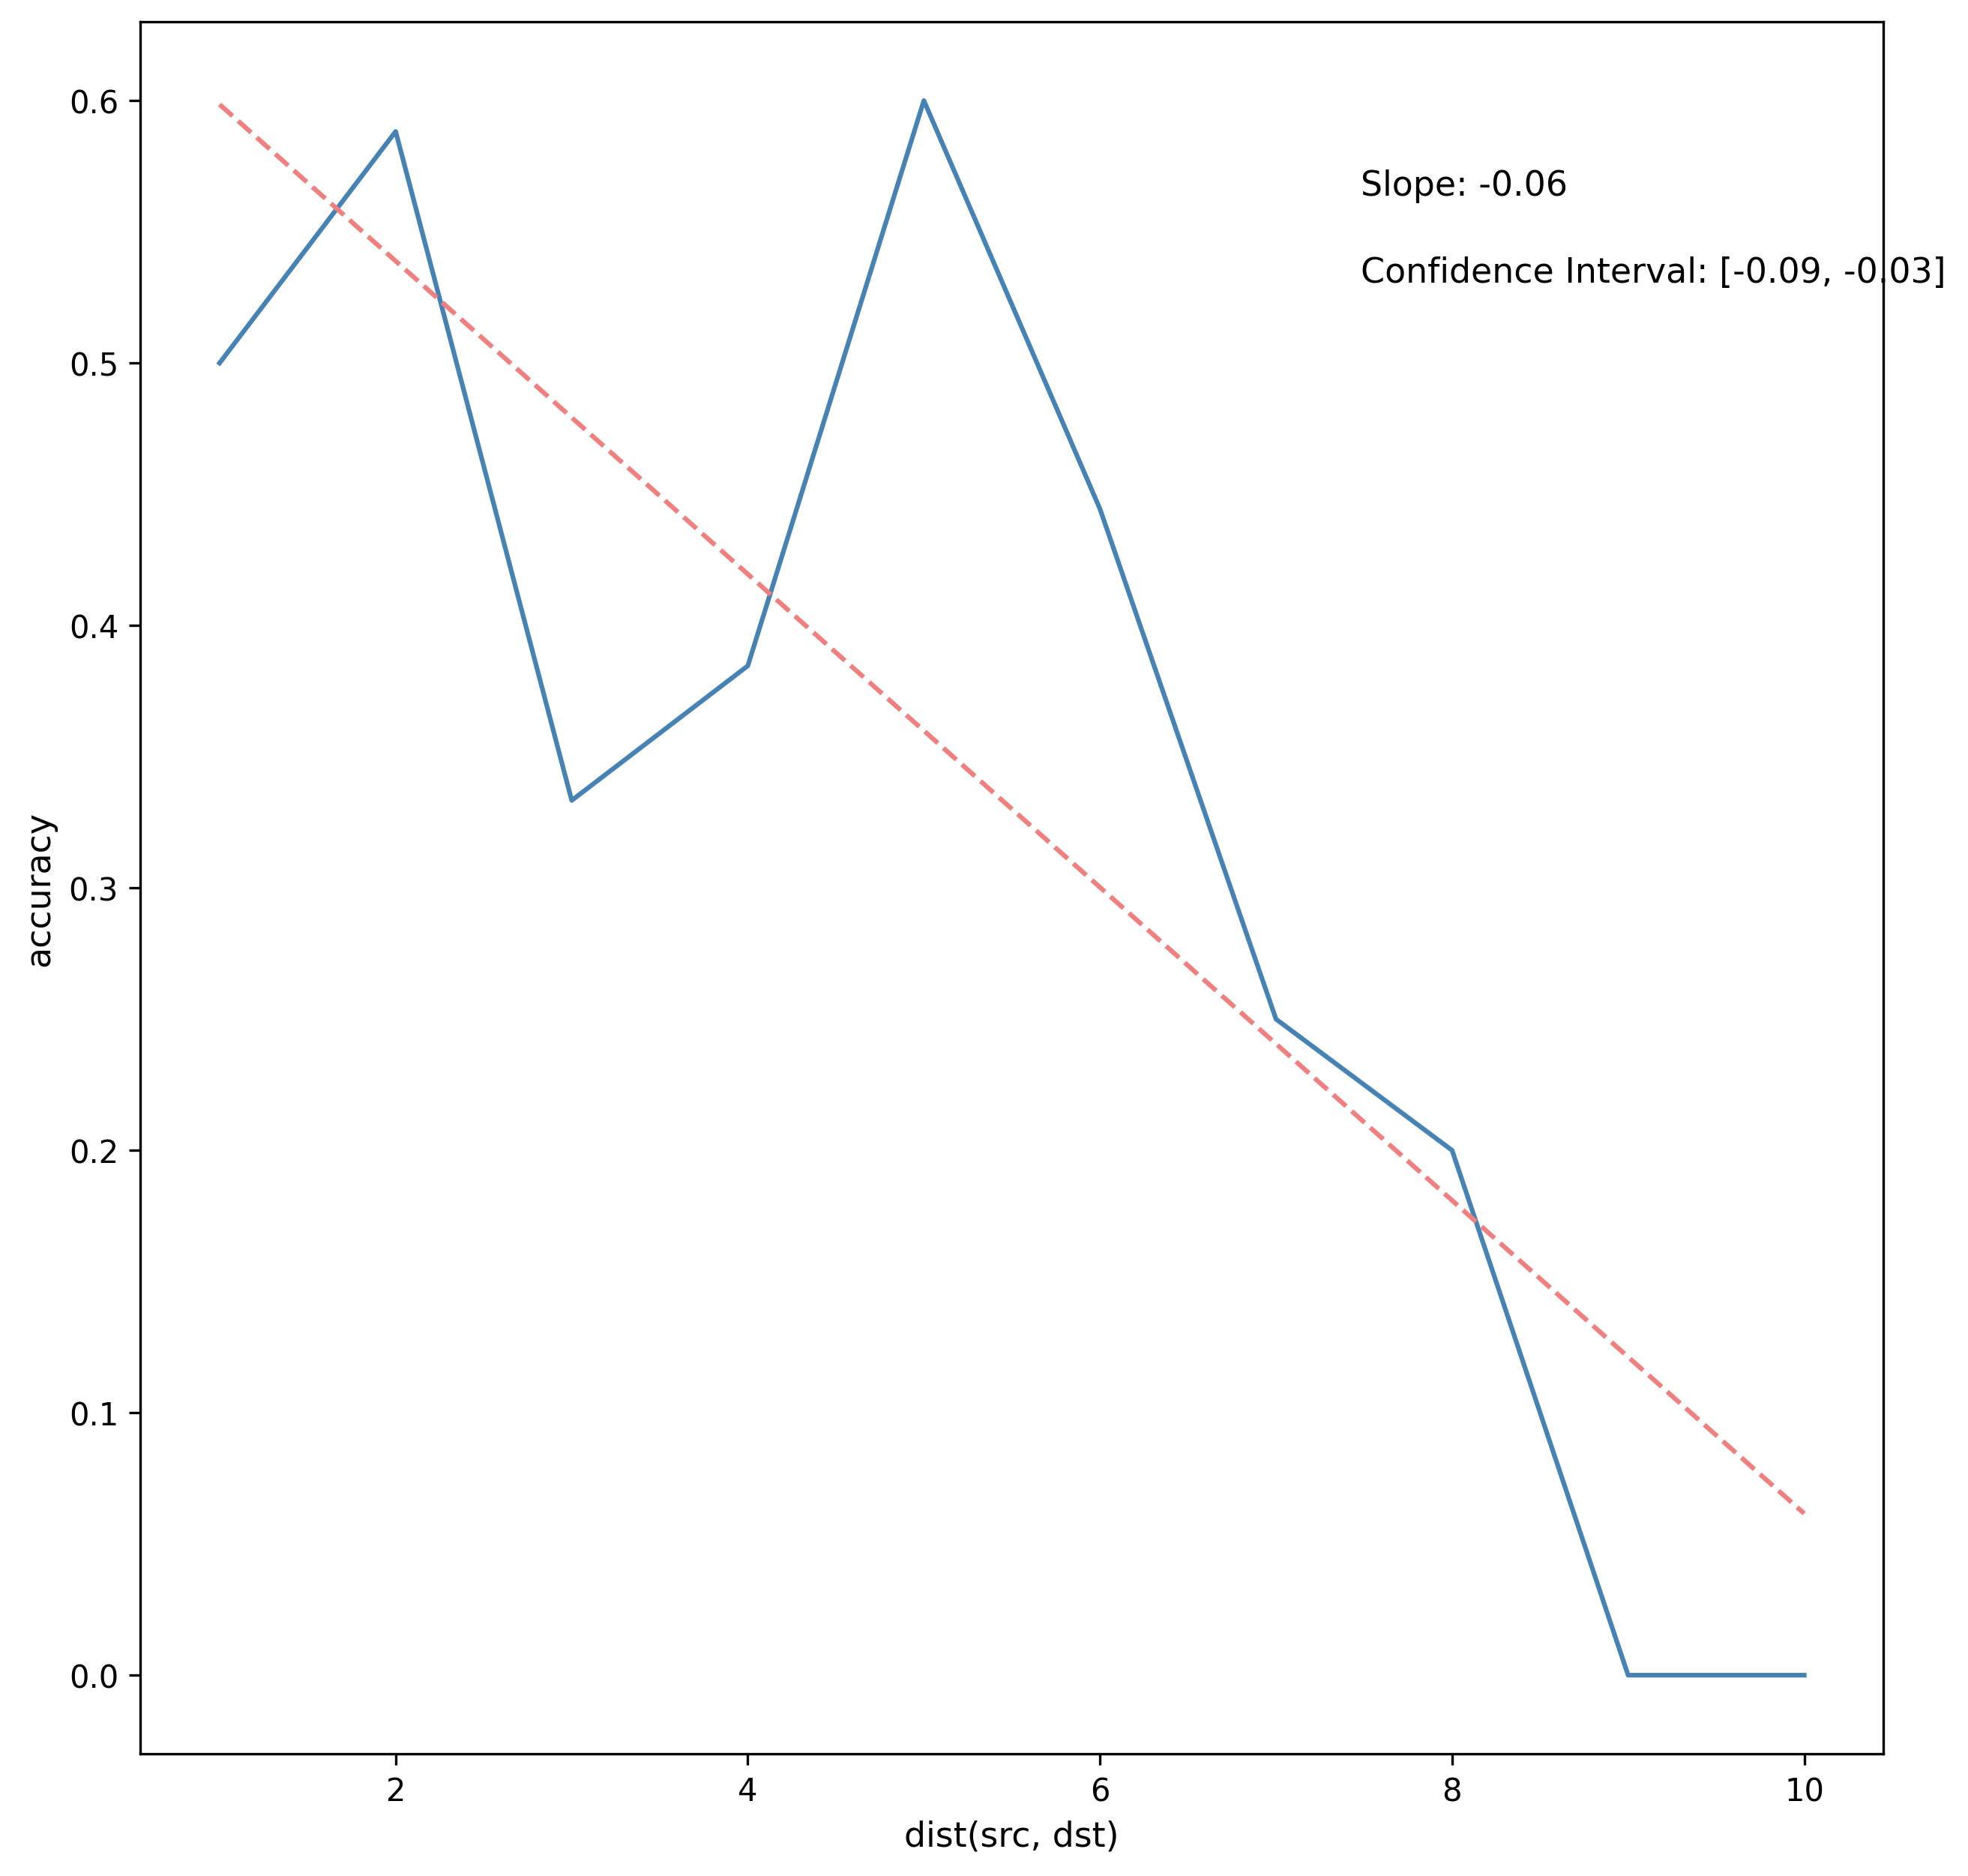 Slope: -0.06
Confidence Interval: [-0.09, -0.03]
0.6
0.5
0.4
0.3
0.2
0.1
0.0
accuracy
2 4 6 8 10
dist(src, dst)